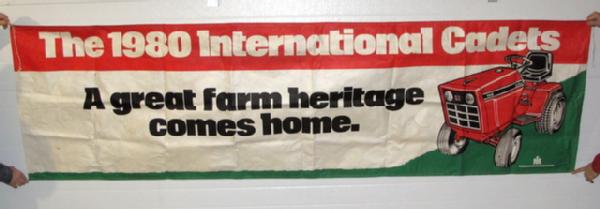 The 1980 International Cadets
A great farm heritage
comes home.